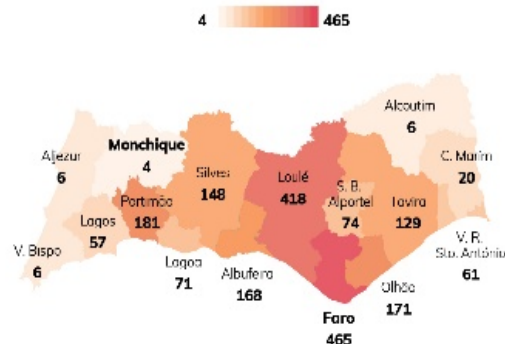 4 465
Alcoutim
6
Monchique
4
Aljezur
6
C. Marim
20
Silves
148
Loulé
418
S. B.
Alportel
74
Tavira
129
Portimão
181
Lagos
57
V. Bispo
6
Lagoa
71
Albufeira
168
V. R.
Sto. António
61
Olhão
171
Faro
465